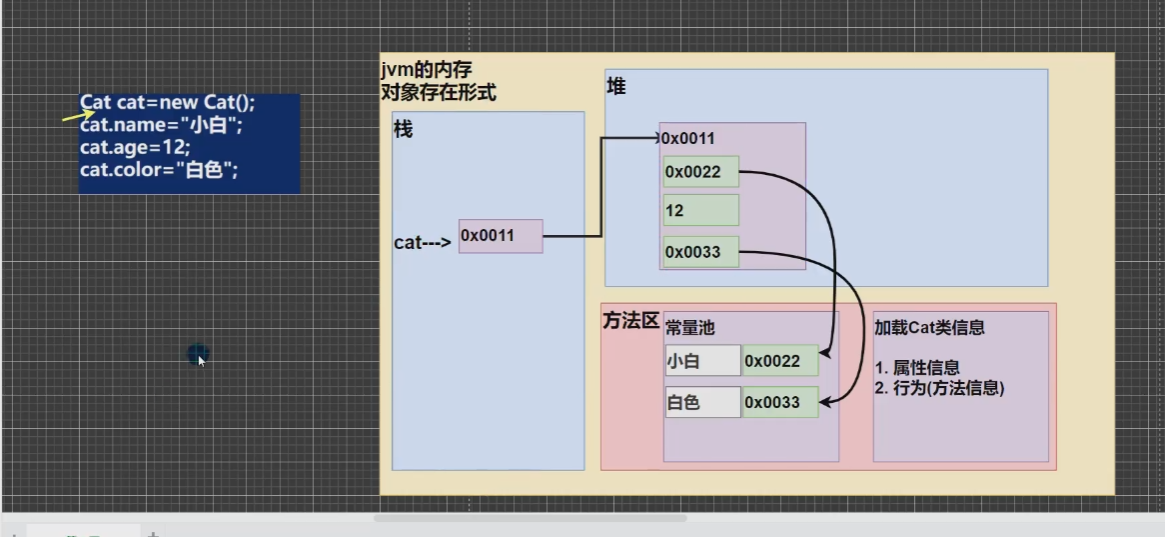 Cat cat=new Cat();
cat.name="小白";
cat.age=12;
cat.color="白色";
jvm的内存
对象存在形式
栈
cat---> 0x0011
堆
0x0011
0x0022
12
0x0033
方法区
常量池
小白 0x0022
白色 0x0033
加载Cat类信息
1. 属性信息
2. 行为(方法信息)